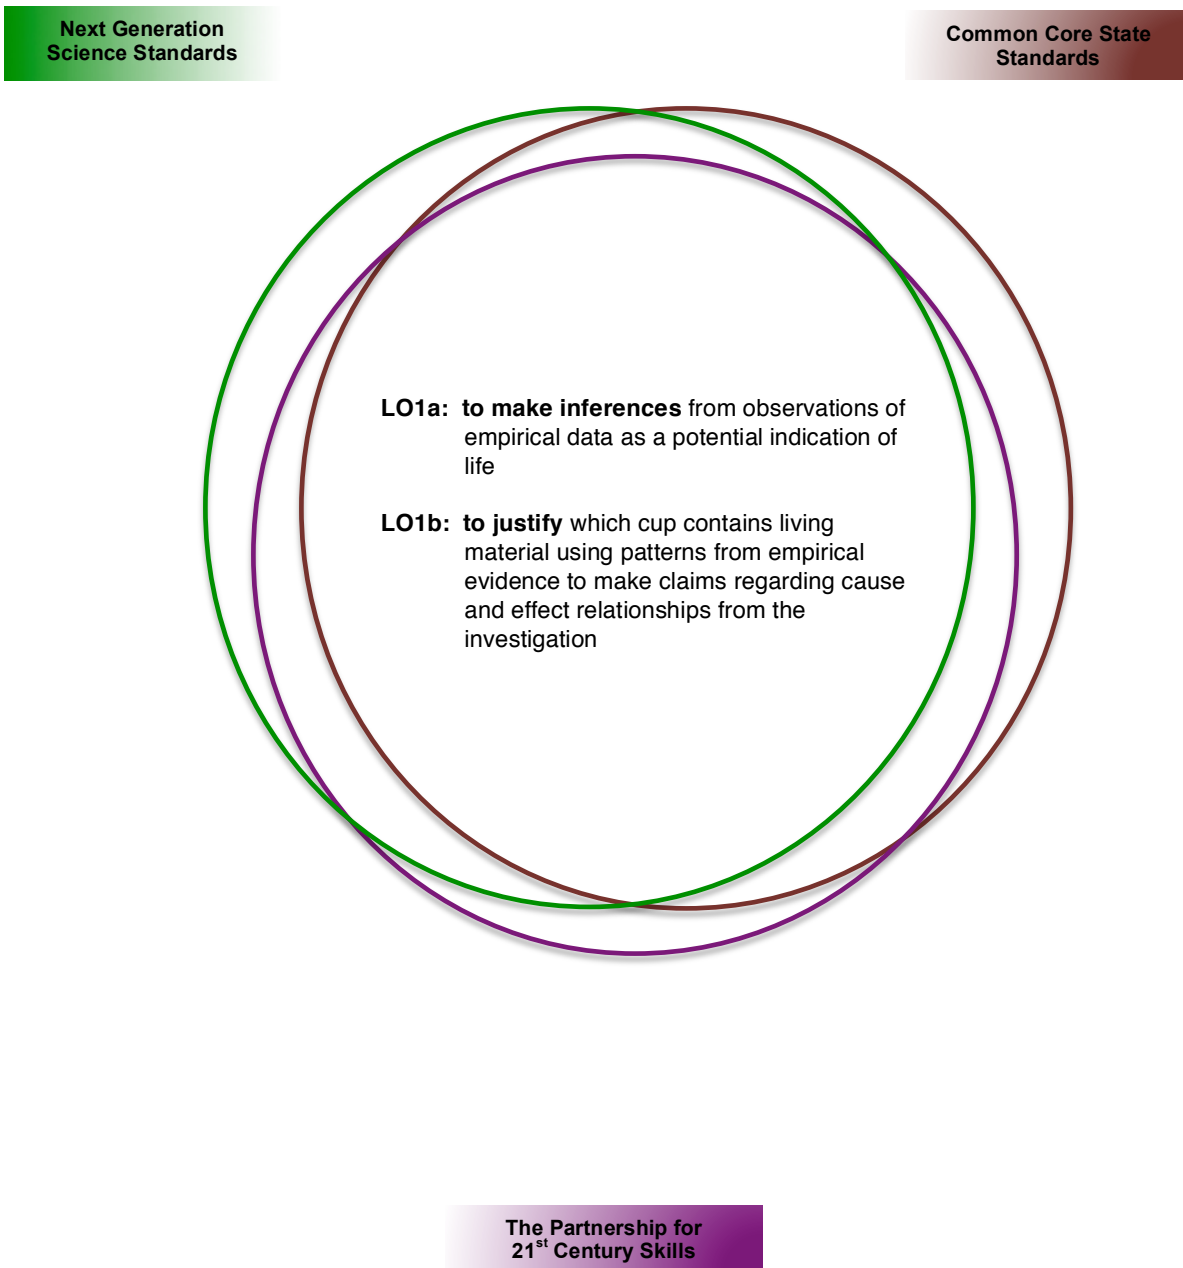 Next Generation
Science Standards
Common Core State
Standards
LO1a: to make inferences from observations of
empirical data as a potential indication of
life
LO1b: to justify which cup contains living
material using patterns from empirical
evidence to make claims regarding cause
and effect relationships from the
investigation
The Partnership for
21st Century Skills